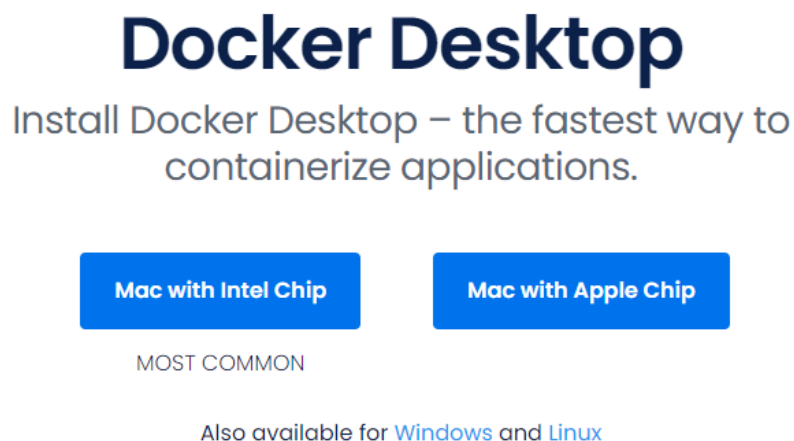 Docker Desktop
Install Docker Desktop – the fastest way to
containerize applications.
Mac with Intel Chip
Mac with Apple Chip
MOST COMMON
Also available for Windows and Linux